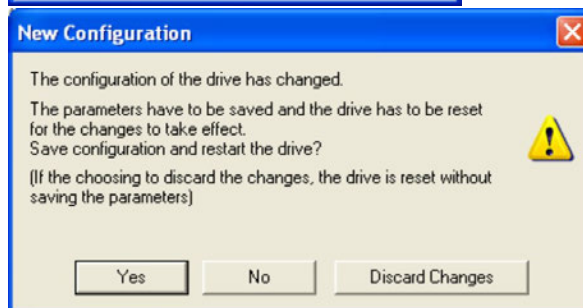 New Configuration
The configuration of the drive has changed.
The parameters have to be saved and the drive has to be reset
for the changes to take effect.
Save configuration and restart the drive?
(If the choosing to discard the changes, the drive is reset without
saving the parameters)
Yes No Discard Changes